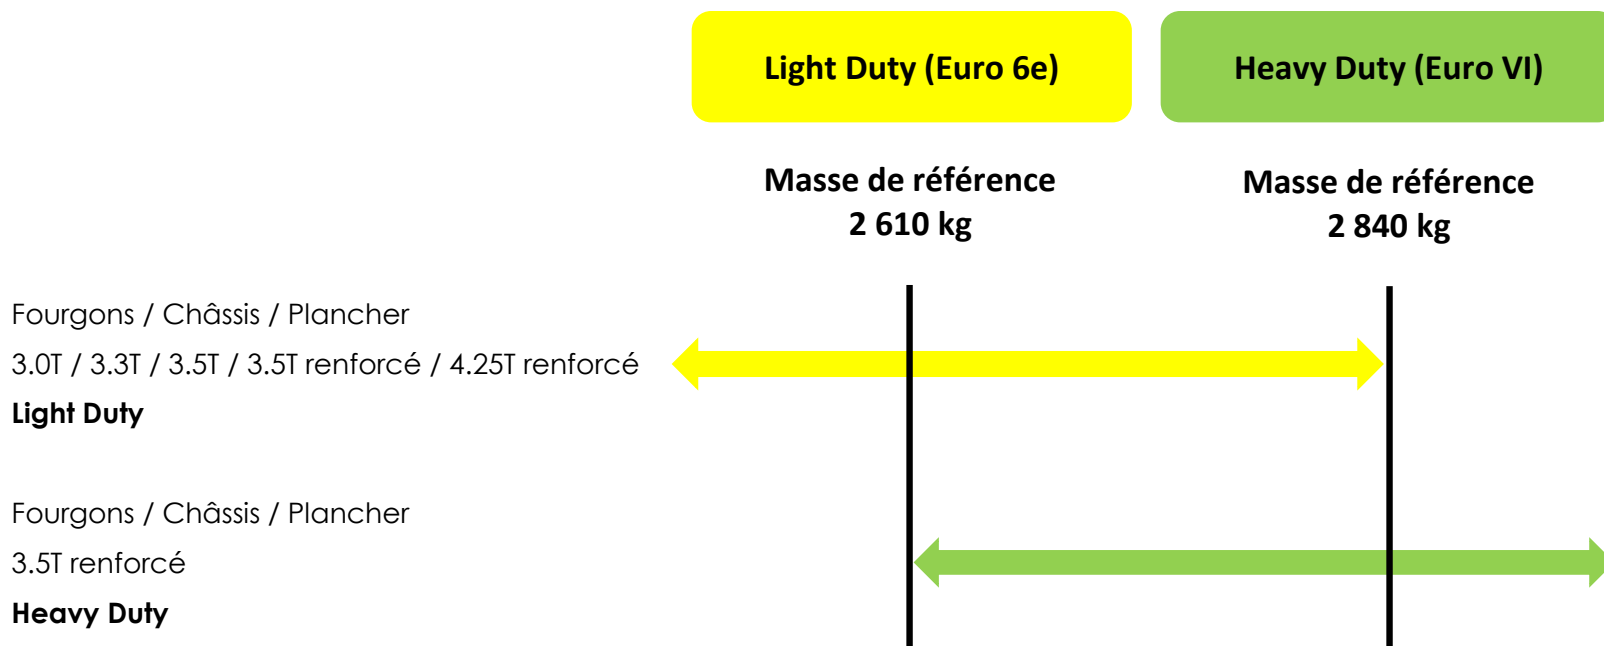 Light Duty (Euro 6e)
Heavy Duty (Euro VI)
Masse de référence
2 610 kg
Masse de référence
2 840 kg
Fourgons / Châssis / Plancher
3.0T / 3.3T / 3.5T / 3.5T renforcé / 4.25T renforcé
Light Duty
Fourgons / Châssis / Plancher
3.5T renforcé
Heavy Duty